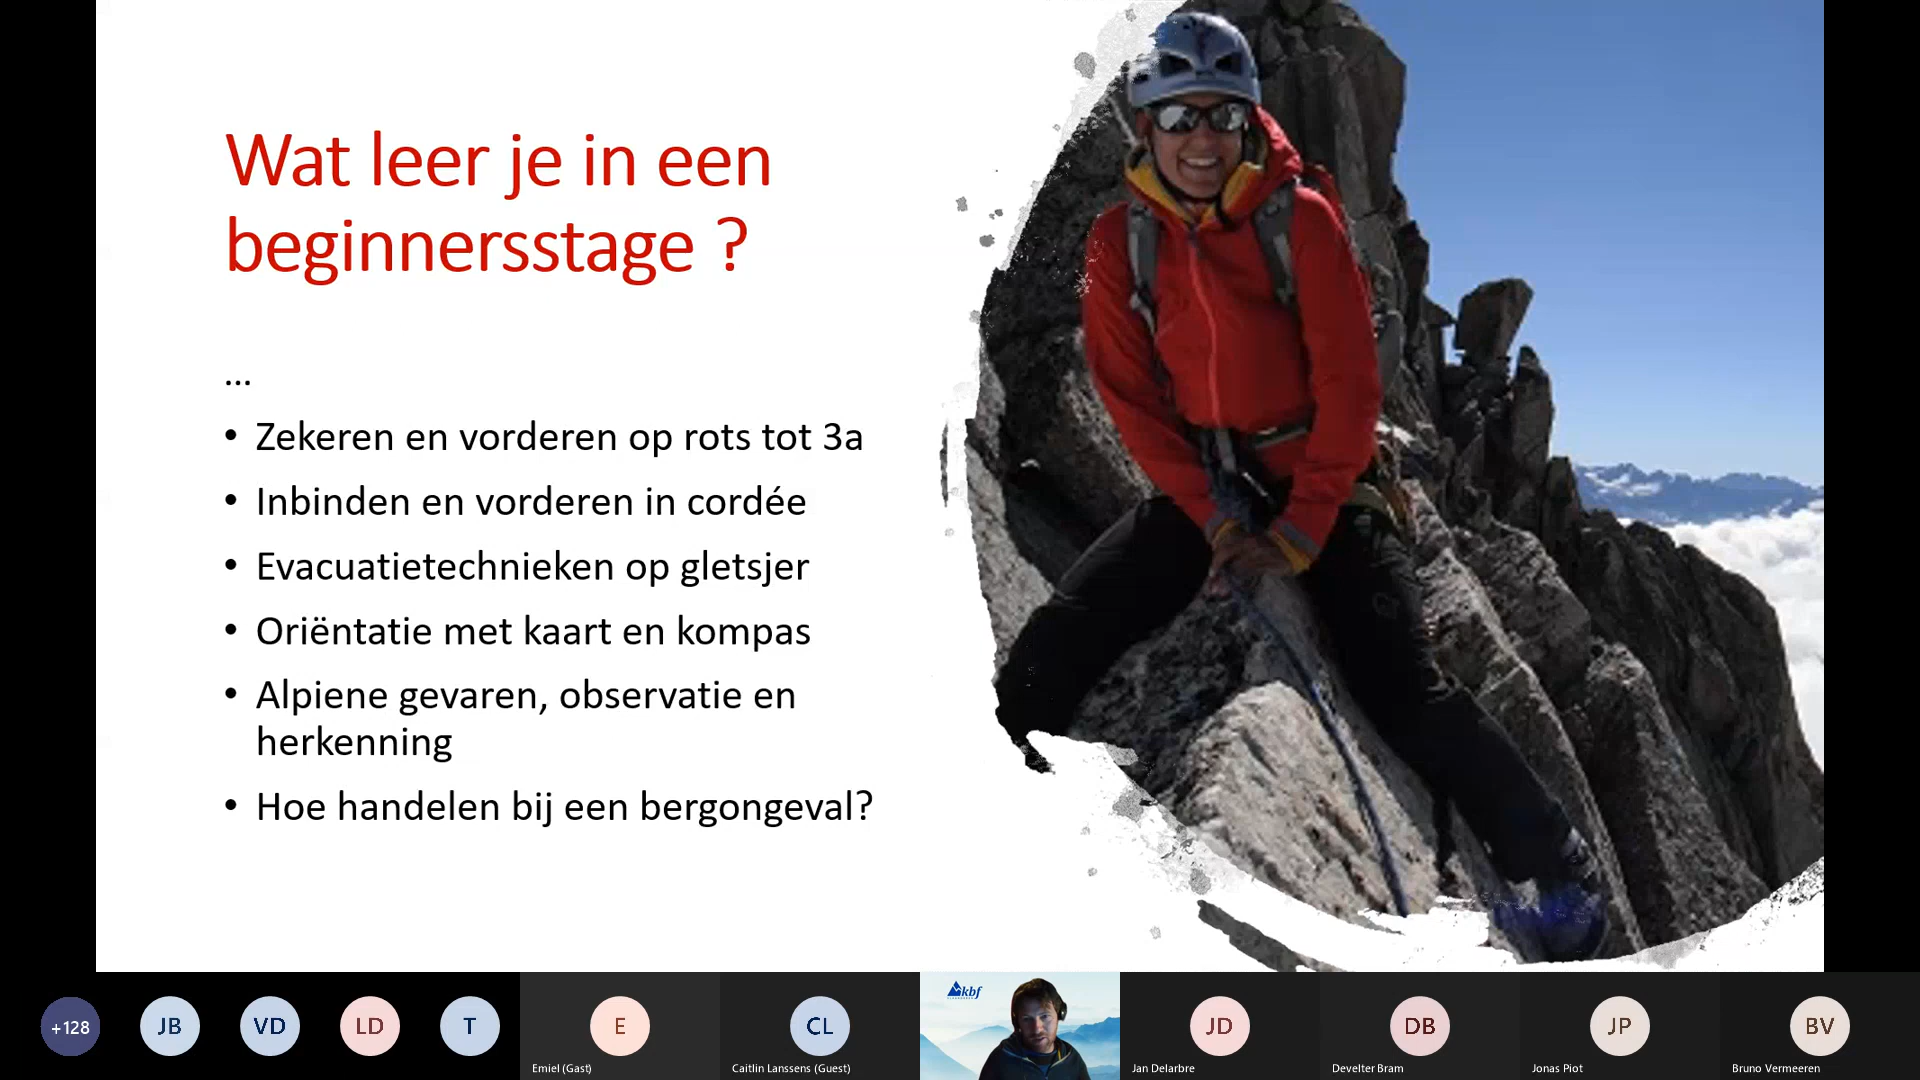 Wat leer je in een
beginnersstage ?
...
• Zekeren en vorderen op rots tot 3a
• Inbinden en vorderen in cordée
• Evacuatietechnieken op gletsjer
• Oriëntatie met kaart en kompas
• Alpiene gevaren, observatie en
herkenning
• Hoe handelen bij een bergongeval?
+128
JB
VD
LD
T
E
Emiel (Gast)
CL
Caitlin Lanssens (Guest)
kbf
JD
Jan Delarbre
DB
Develter Bram
JP
Jonas Piot
BV
Bruno Vermeeren